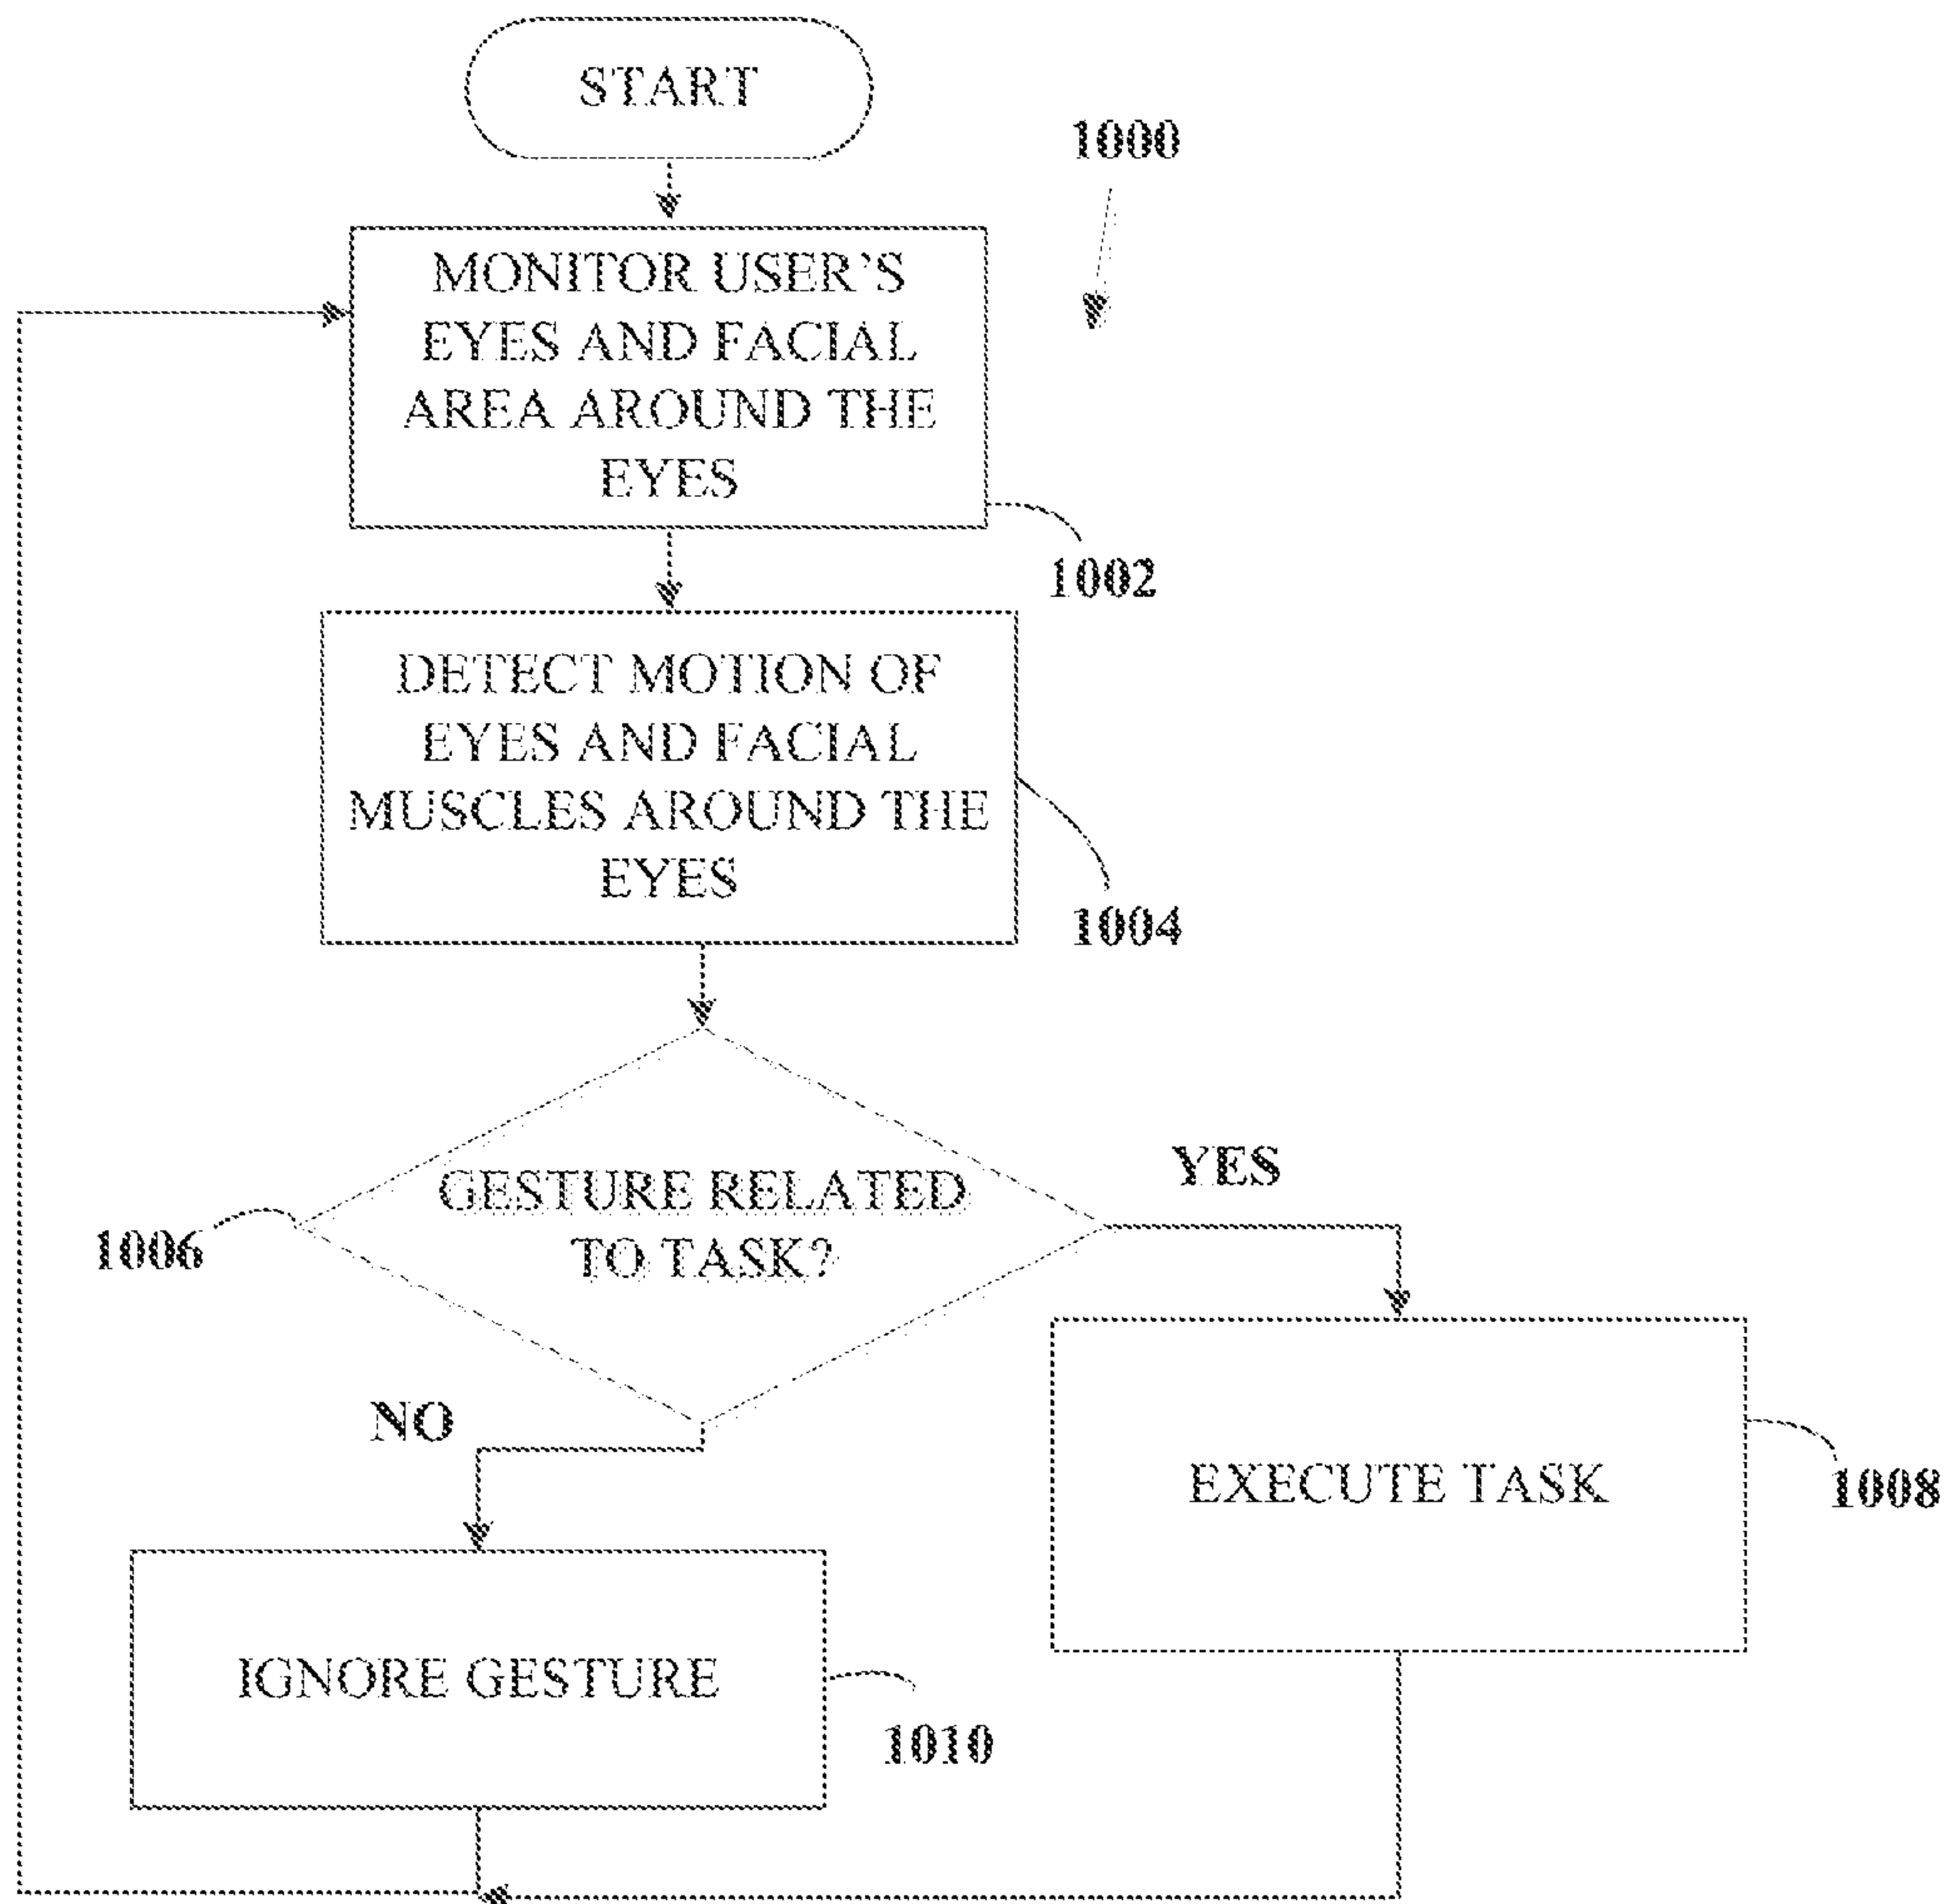 START
1000
MONITOR USER'S
EYES AND FACIAL
AREA AROUND THE
EYES
1002
DETECT MOTION OF
EYES AND FACIAL
MUSCLES AROUND THE
EYES
1004
GESTURE RELATED
TO TASK?
YES
1006
NO
EXECUTE TASK
1008
IGNORE GESTURE
1010